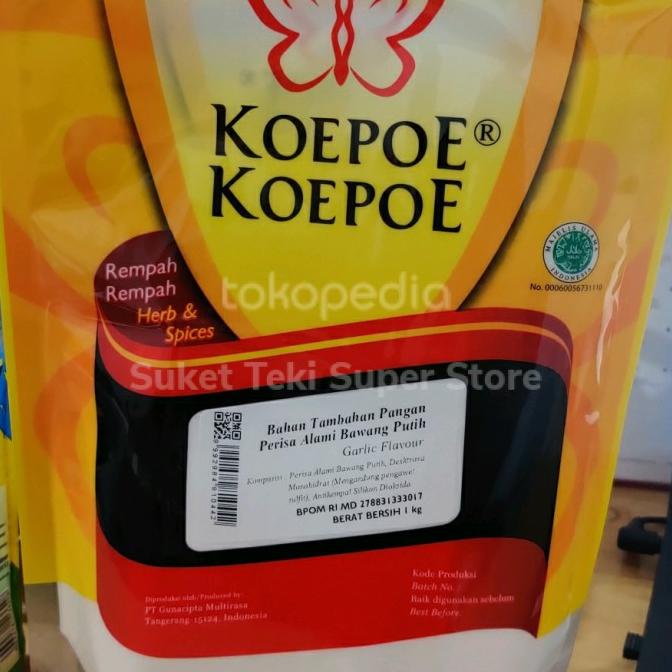 KOEPOE®
KOEPOE
Rempah
Rempah
Herb &
Spices
MAJELIS ULAMA
INDONESIA
No. 00060056731110
tokopedia
Suket Teki Super Store
Bahan Tambahan Pangan
Perisa Alami Bawang Putih
Garlic Flavour
Komposisi : Perisa Alami Bawang Putih, Dekstrosa
Monohidrat (Mengandung pengawet
sulfit), Antikempal Silikon Dioksida
BPOM RI MD 278831333017
BERAT BERSIH 1 kg
Diproduksi oleh/Produced by:
PT Gunacipta Multirasa
Tangerang-15124, Indonesia
Kode Produksi
Batch No.
Baik digunakan sebelum
Best Before